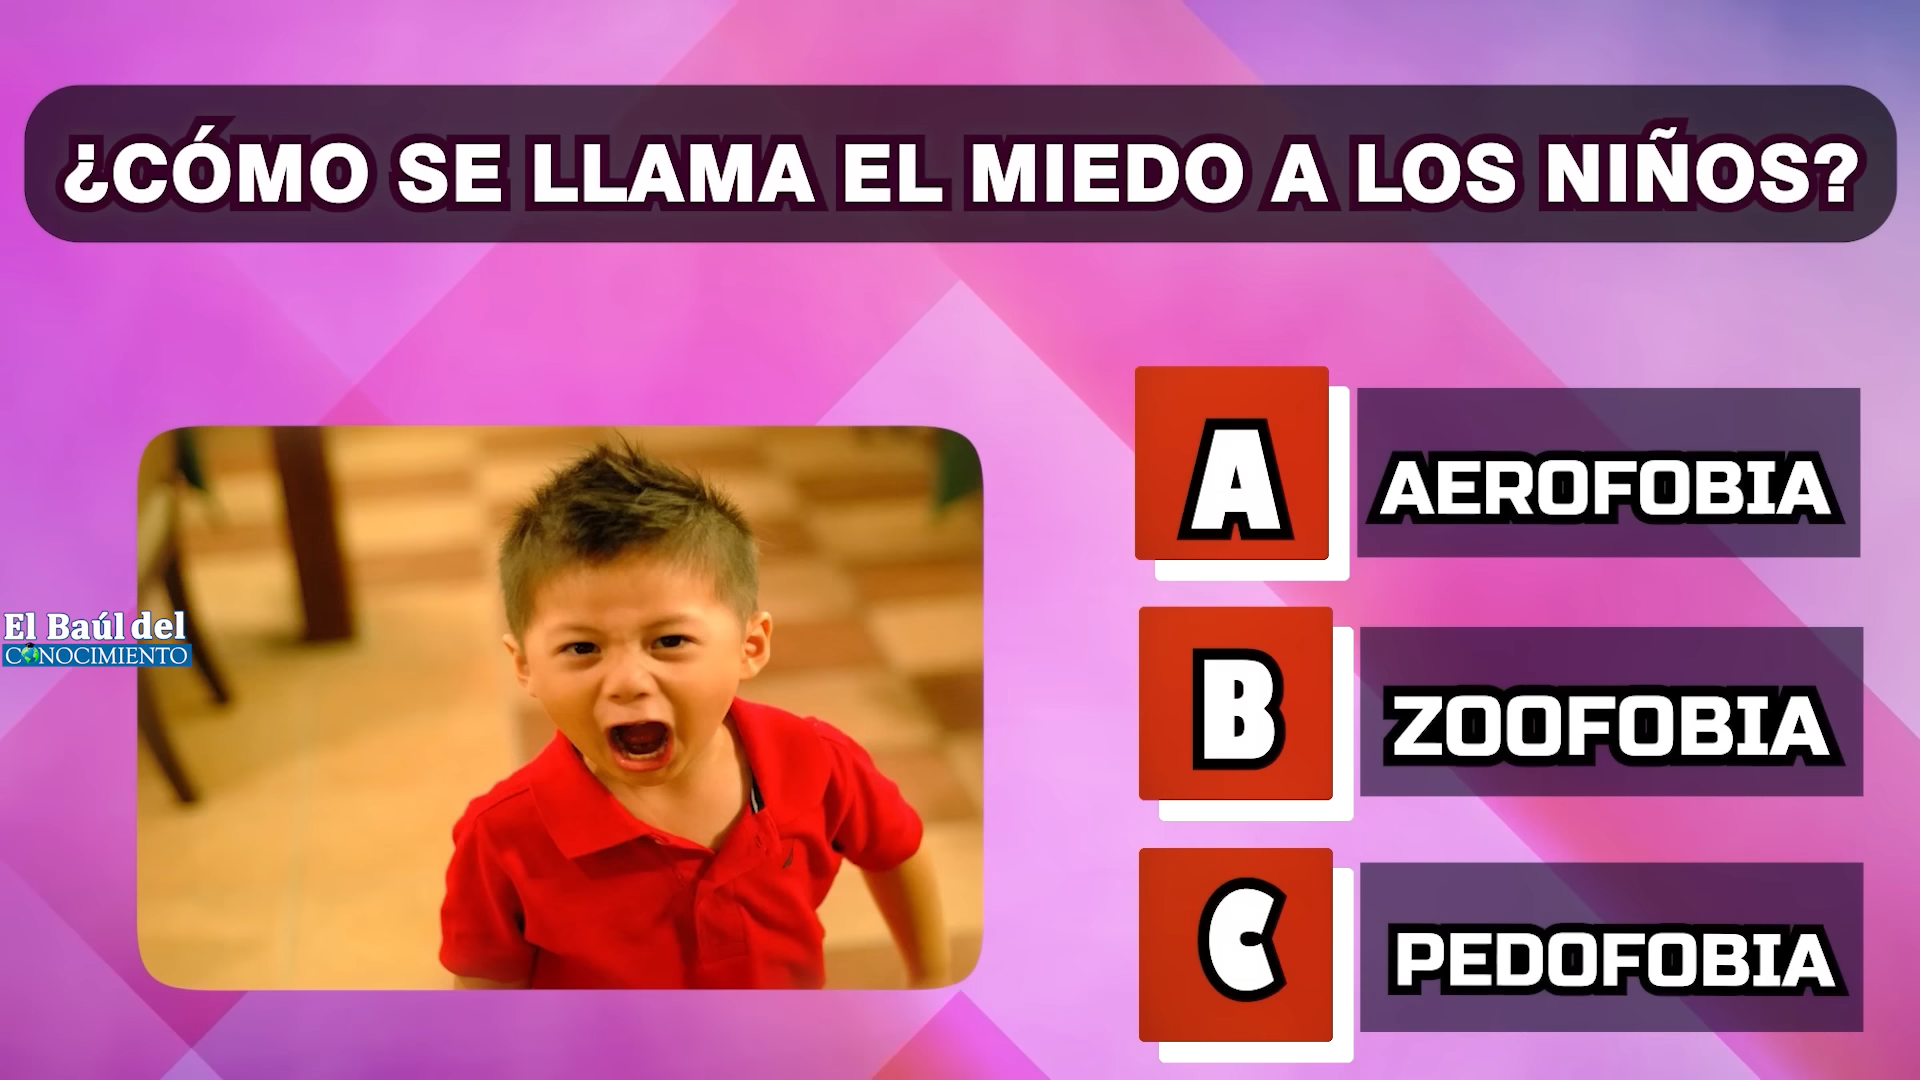 ¿CÓMO SE LLAMA EL MIEDO A LOS NIÑOS?
A AEROFOBIA
El Baúl del
CONOCIMIENTO
B ZOOFOBIA
C PEDOFOBIA